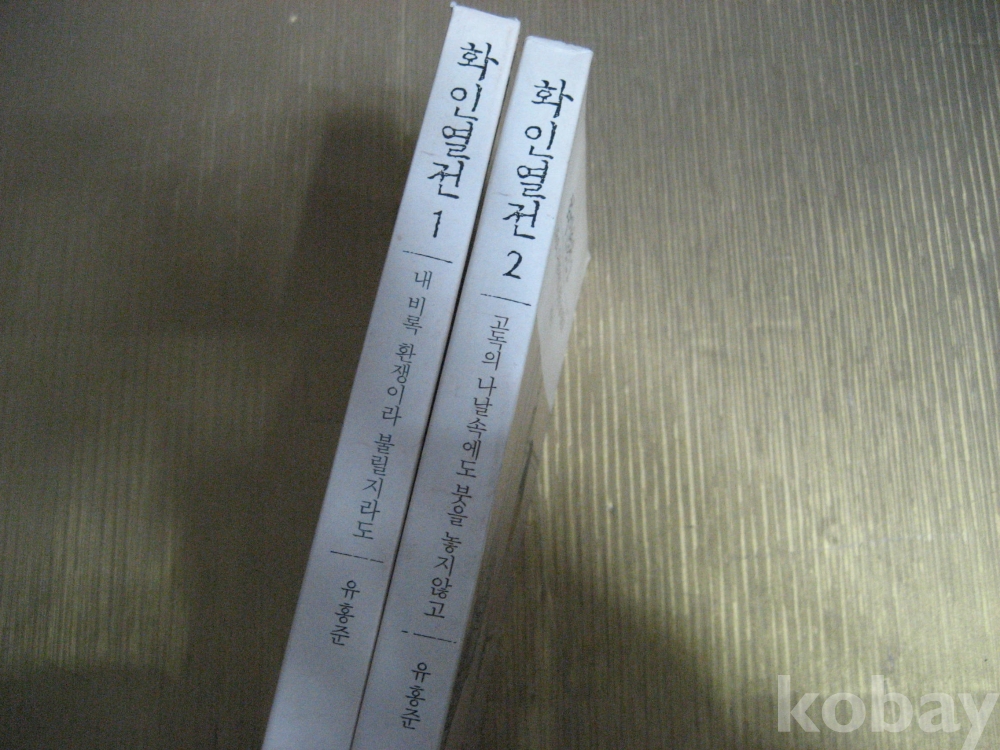 화인열전 1
내 비록 환쟁이라 불릴지라도
유홍준
화인열전 2
고독의 나날속에도 붓을 놓지않고
유홍준
kobay